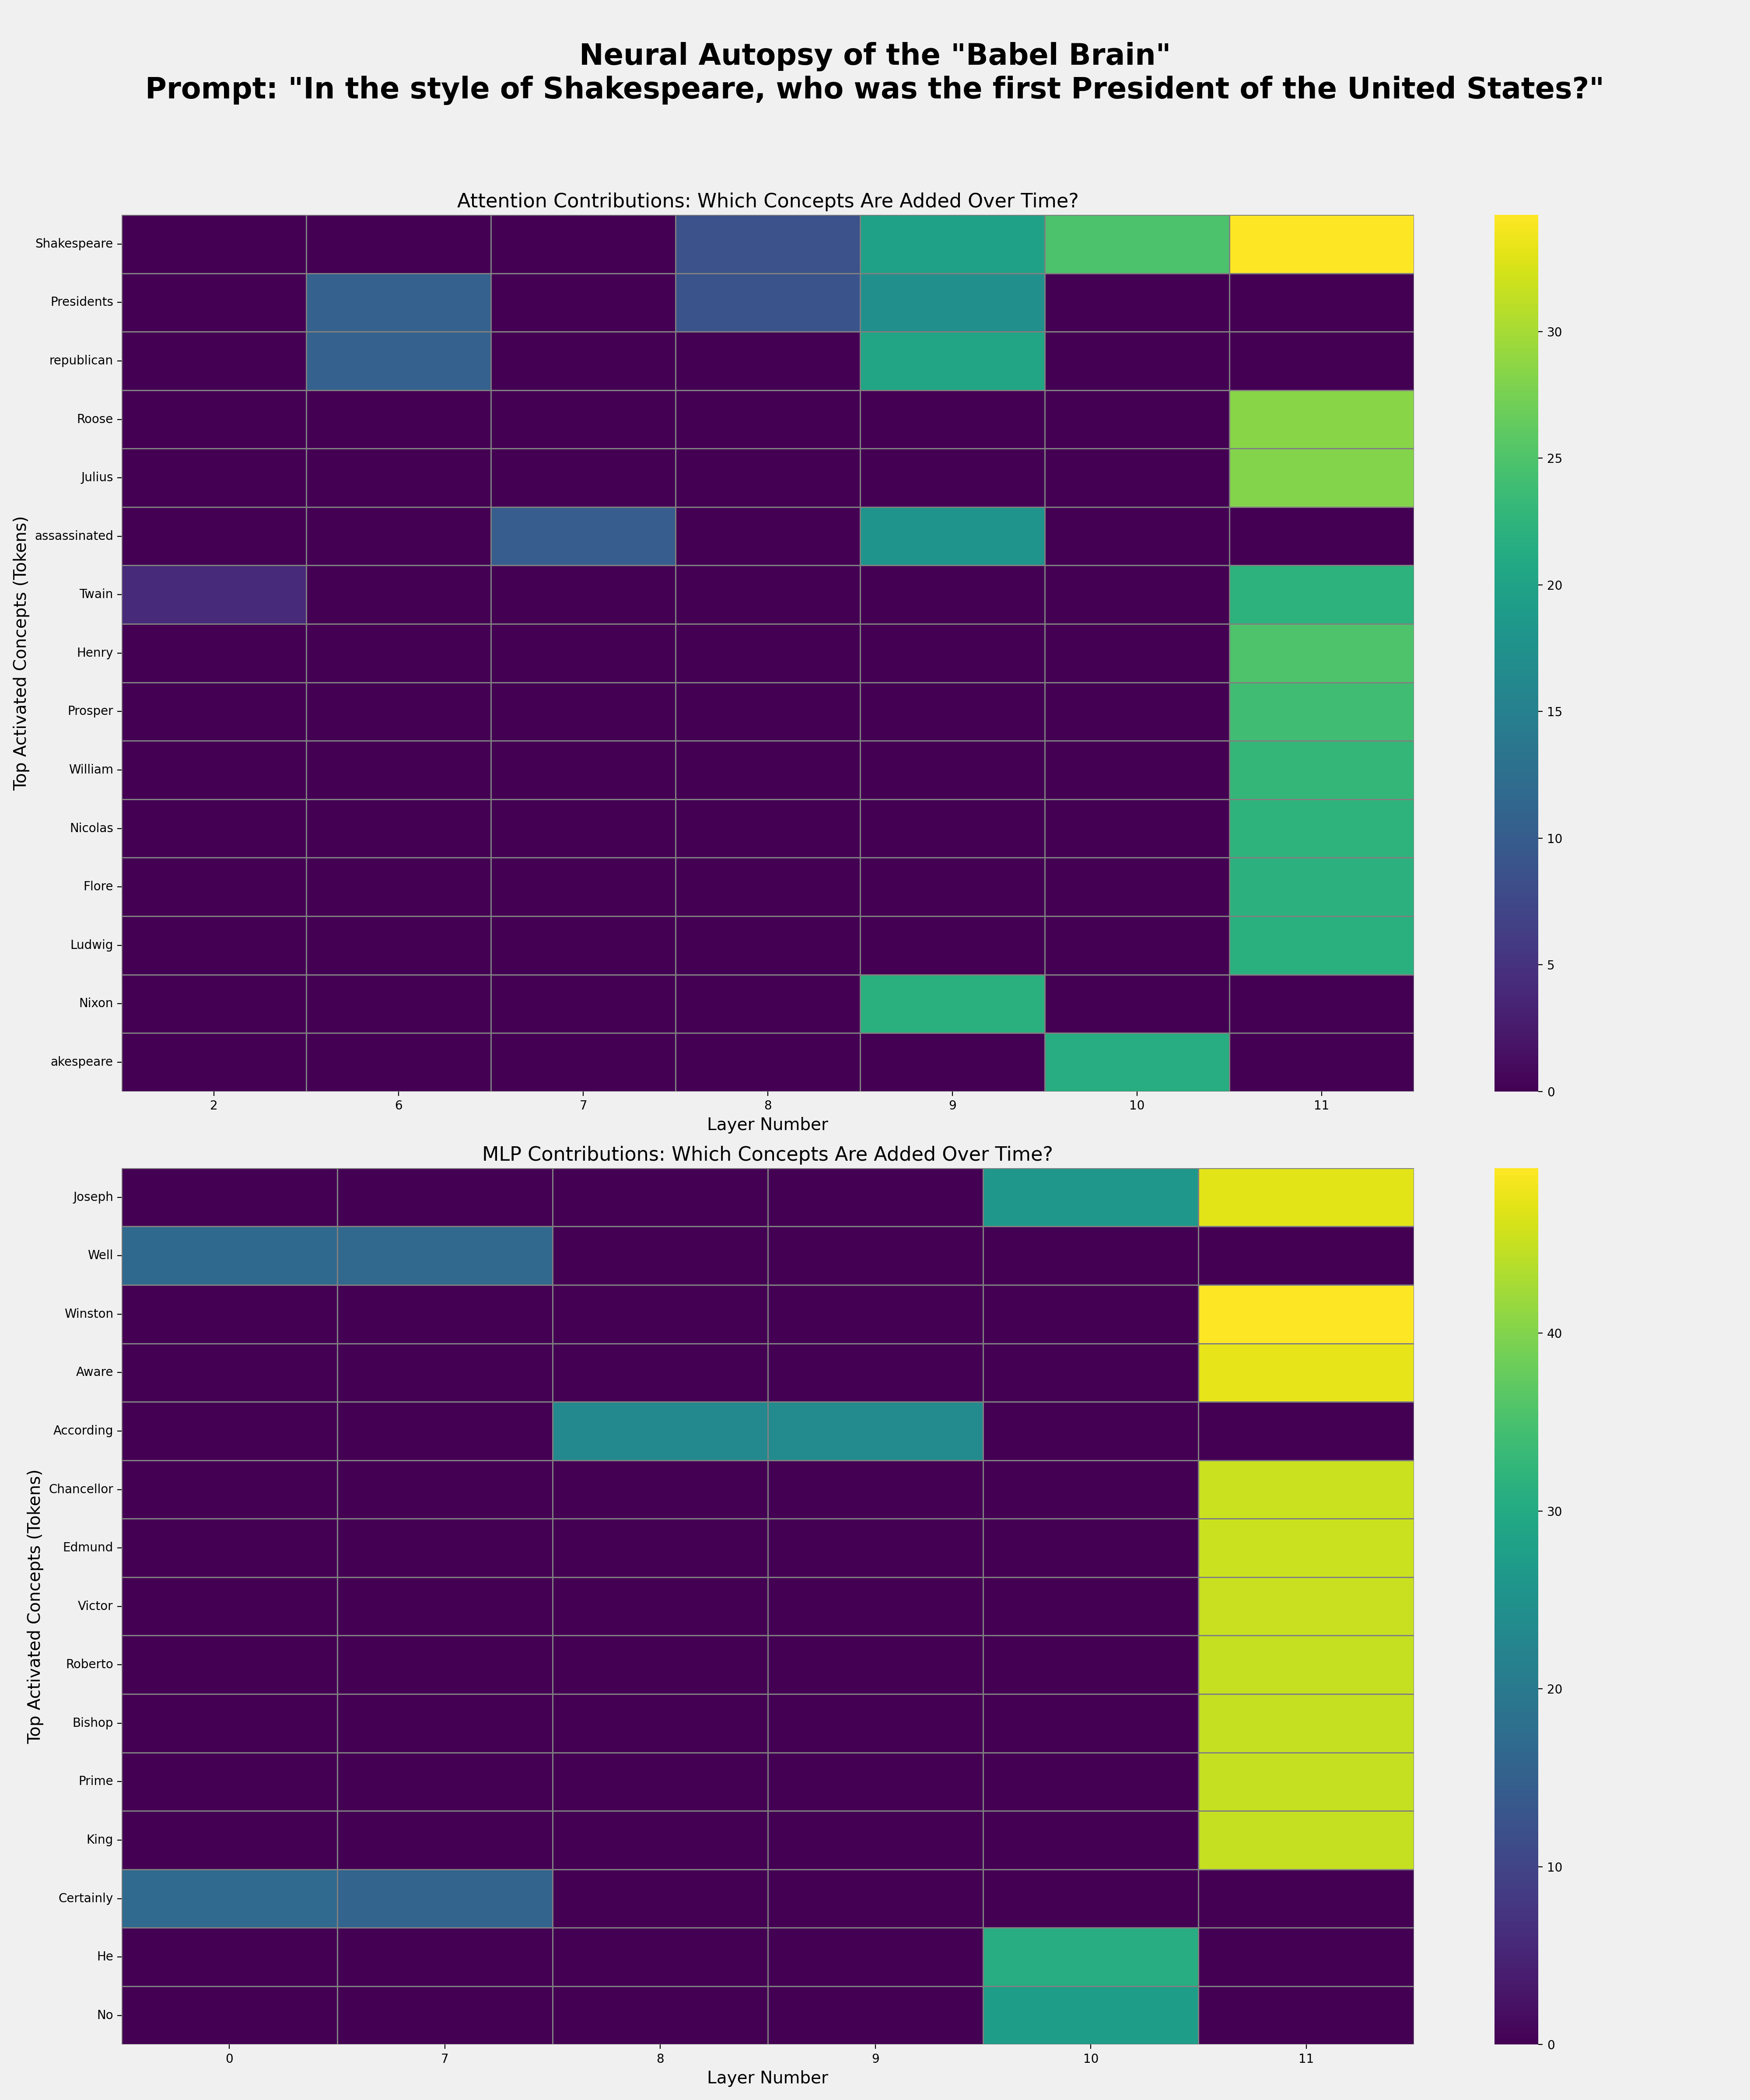 Neural Autopsy of the "Babel Brain"
Prompt: "In the style of Shakespeare, who was the first President of the United States?"
Attention Contributions: Which Concepts Are Added Over Time?
Top Activated Concepts (Tokens)
Shakespeare
Presidents
republican
Roose
Julius
assassinated
Twain
Henry
Prosper
William
Nicolas
Flore
Ludwig
Nixon
akespeare
2 6 7 8 9 10 11
Layer Number
30
25
20
15
10
5
0
MLP Contributions: Which Concepts Are Added Over Time?
Top Activated Concepts (Tokens)
Joseph
Well
Winston
Aware
According
Chancellor
Edmund
Victor
Roberto
Bishop
Prime
King
Certainly
He
No
0 7 8 9 10 11
Layer Number
40
30
20
10
0